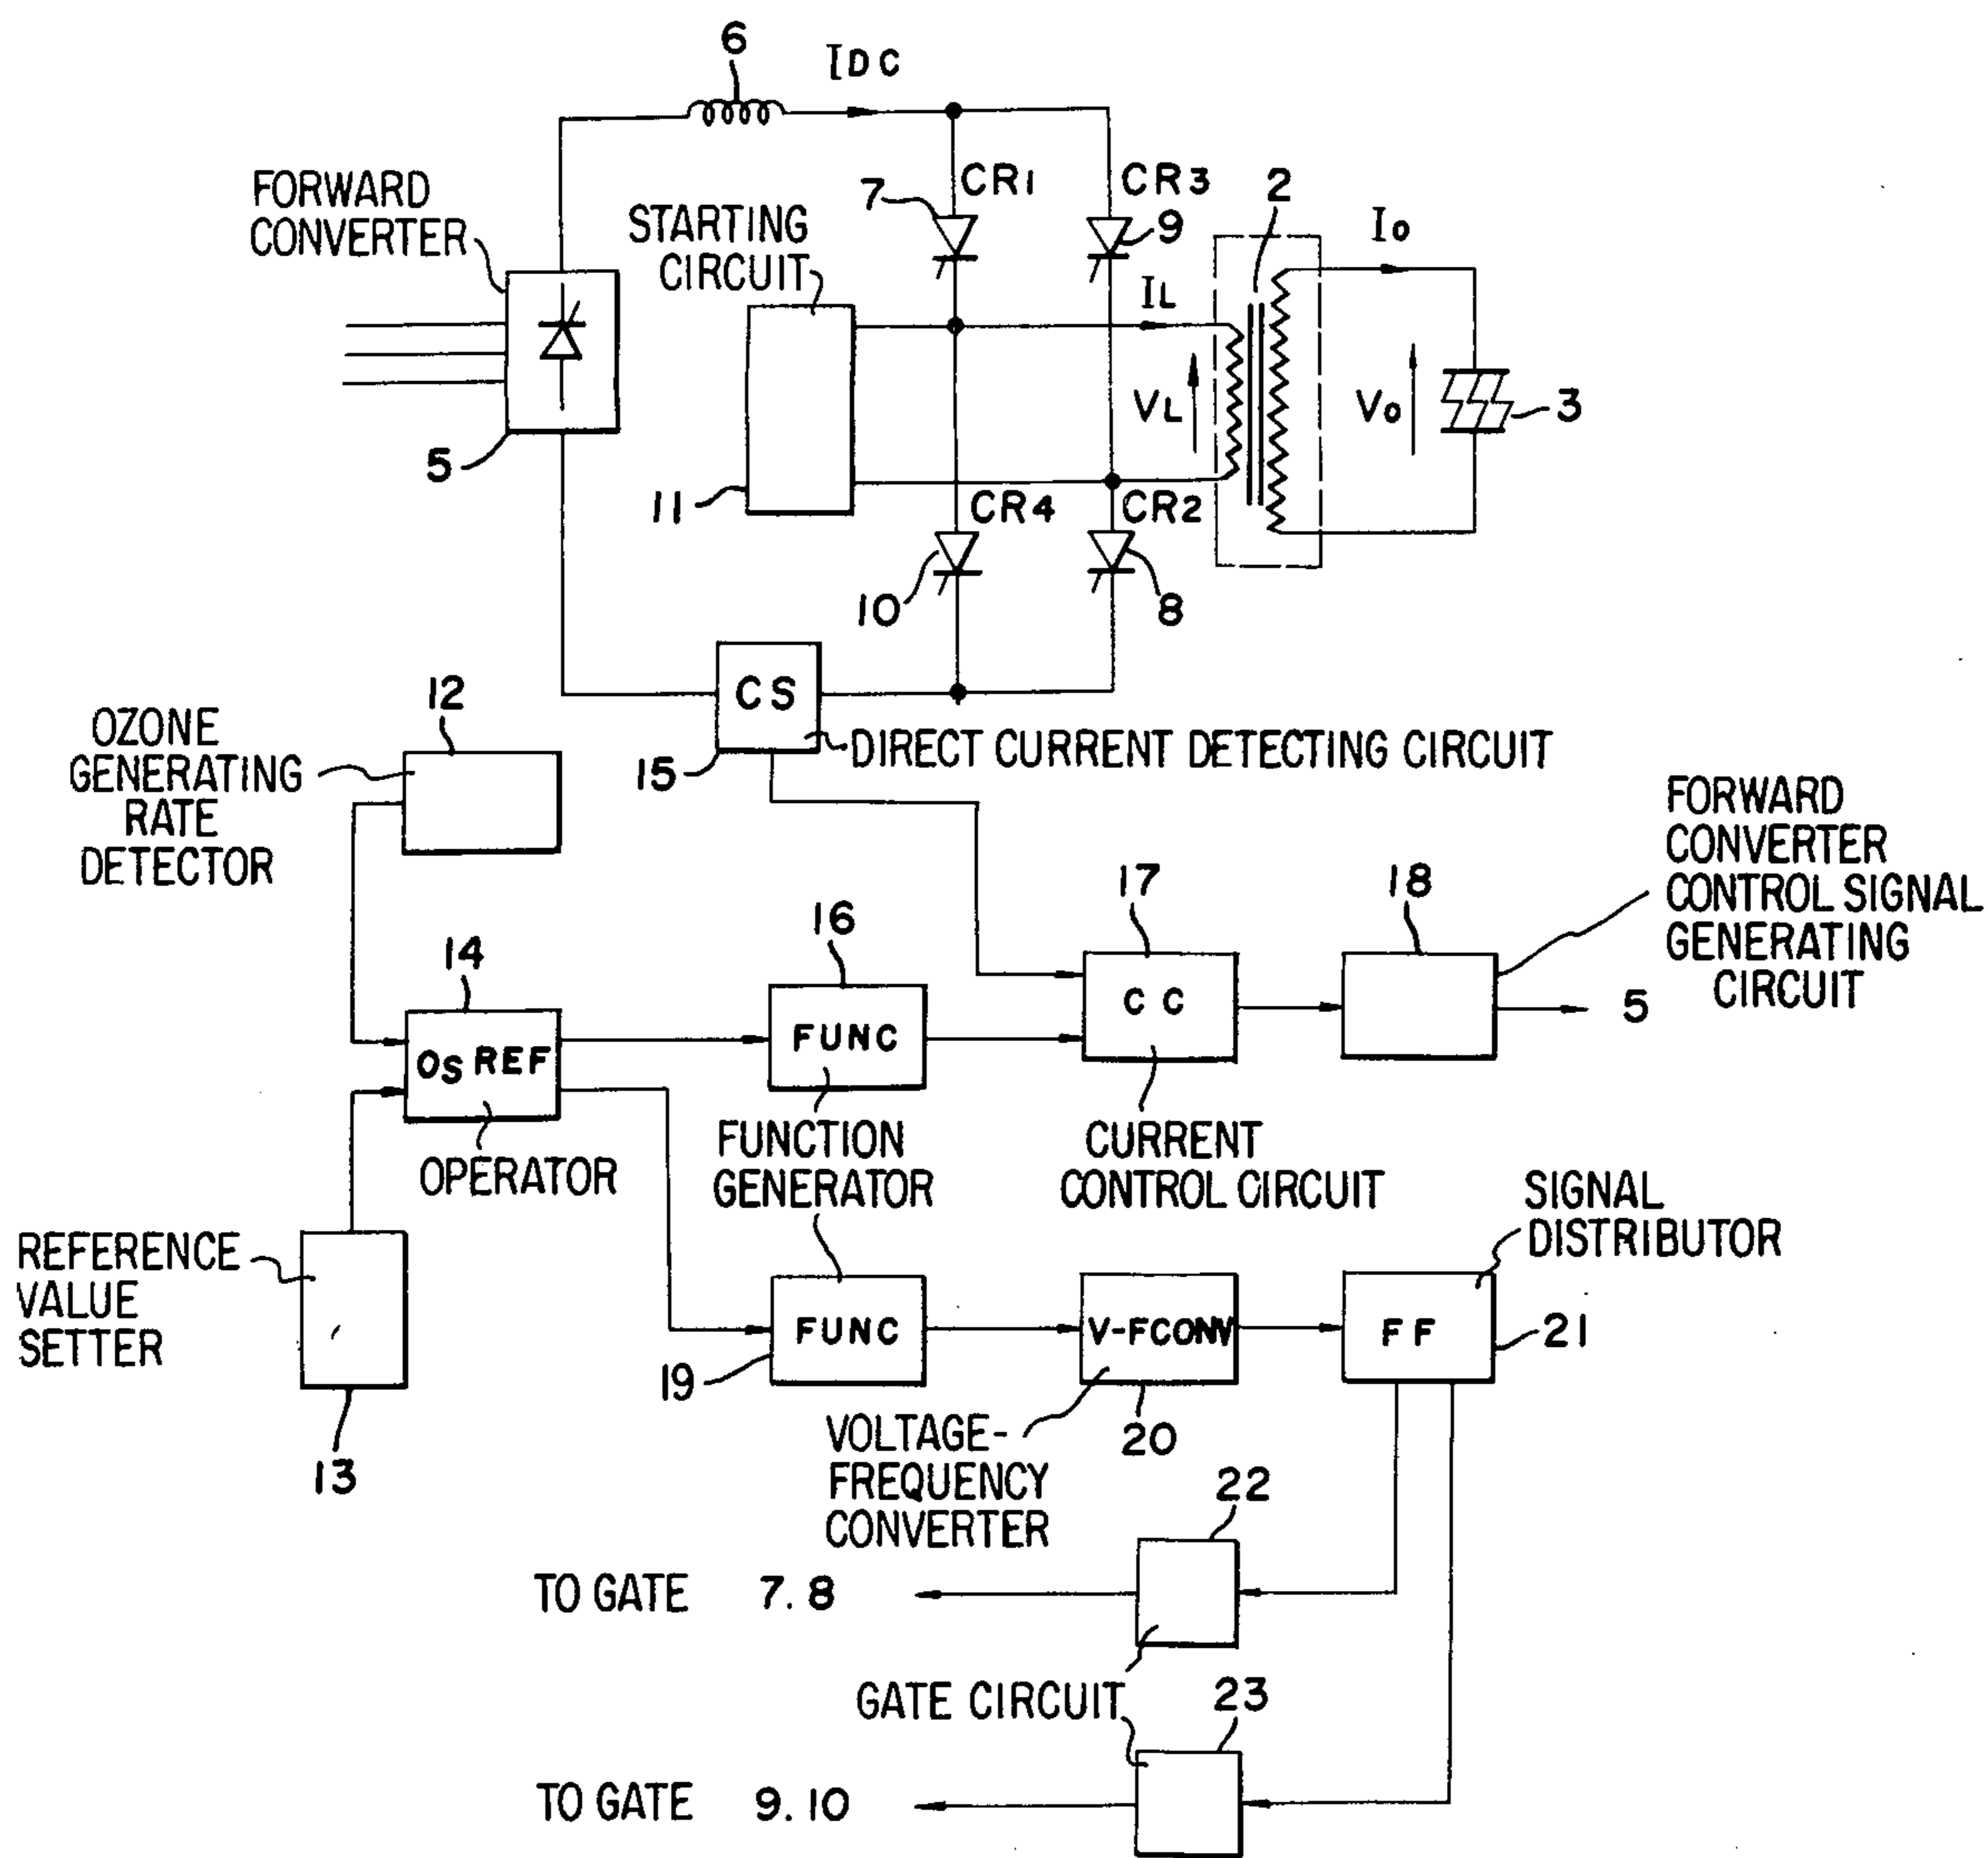 6
IDC
FORWARD
CONVERTER
STARTING
CIRCUIT
7
CR1
CR3
9
2
Io
IL
VL
Vo
3
5
11
CR4
CR2
10
8
CS
15
DIRECT CURRENT DETECTING CIRCUIT
12
OZONE
GENERATING
RATE
DETECTOR
FORWARD
CONVERTER
CONTROL SIGNAL
GENERATING
CIRCUIT
14
16
17
18
OS REF
FUNC
CC
5
OPERATOR
FUNCTION
GENERATOR
CURRENT
CONTROL CIRCUIT
SIGNAL
DISTRIBUTOR
REFERENCE
VALUE
SETTER
13
FUNC
19
V-FCONV
20
FF
21
VOLTAGE-
FREQUENCY
CONVERTER
22
TO GATE 7. 8
GATE CIRCUIT
23
TO GATE 9. 10